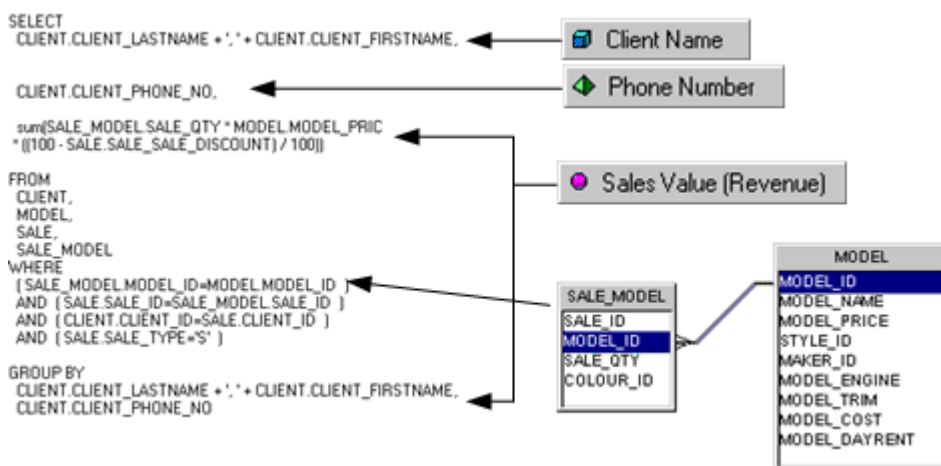 SELECT
CLIENT.CLIENT_LASTNAME + ', ' + CLIENT.CLIENT_FIRSTNAME,
Client Name
CLIENT.CLIENT_PHONE_NO,
Phone Number
sum(SALE_MODEL.SALE_QTY * MODEL.MODEL_PRIC
* ((100 - SALE.SALE_SALE_DISCOUNT) / 100))
Sales Value (Revenue)
FROM
CLIENT,
MODEL,
SALE,
SALE_MODEL
WHERE
( SALE_MODEL.MODEL_ID=MODEL.MODEL_ID )
AND ( SALE.SALE_ID=SALE_MODEL.SALE_ID )
AND ( CLIENT.CLIENT_ID=SALE.CLIENT_ID )
AND ( SALE.SALE_TYPE='S' )
GROUP BY
CLIENT.CLIENT_LASTNAME + ', ' + CLIENT.CLIENT_FIRSTNAME,
CLIENT.CLIENT_PHONE_NO
SALE_MODEL
SALE_ID
MODEL_ID
SALE_QTY
COLOUR_ID
MODEL
MODEL_ID
MODEL_NAME
MODEL_PRICE
STYLE_ID
MAKER_ID
MODEL_ENGINE
MODEL_TRIM
MODEL_COST
MODEL_DAYRENT